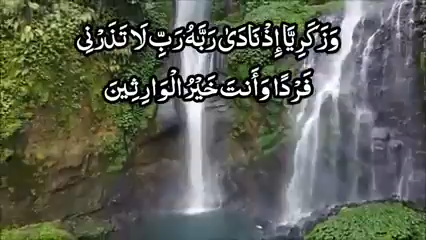 وَزَكَرِيَّا إِذْ نَادَىٰ رَبَّهُ رَبِّ لَا تَذَرْنِي
فَرْدًا وَأَنتَ خَيْرُ الْوَارِثِينَ